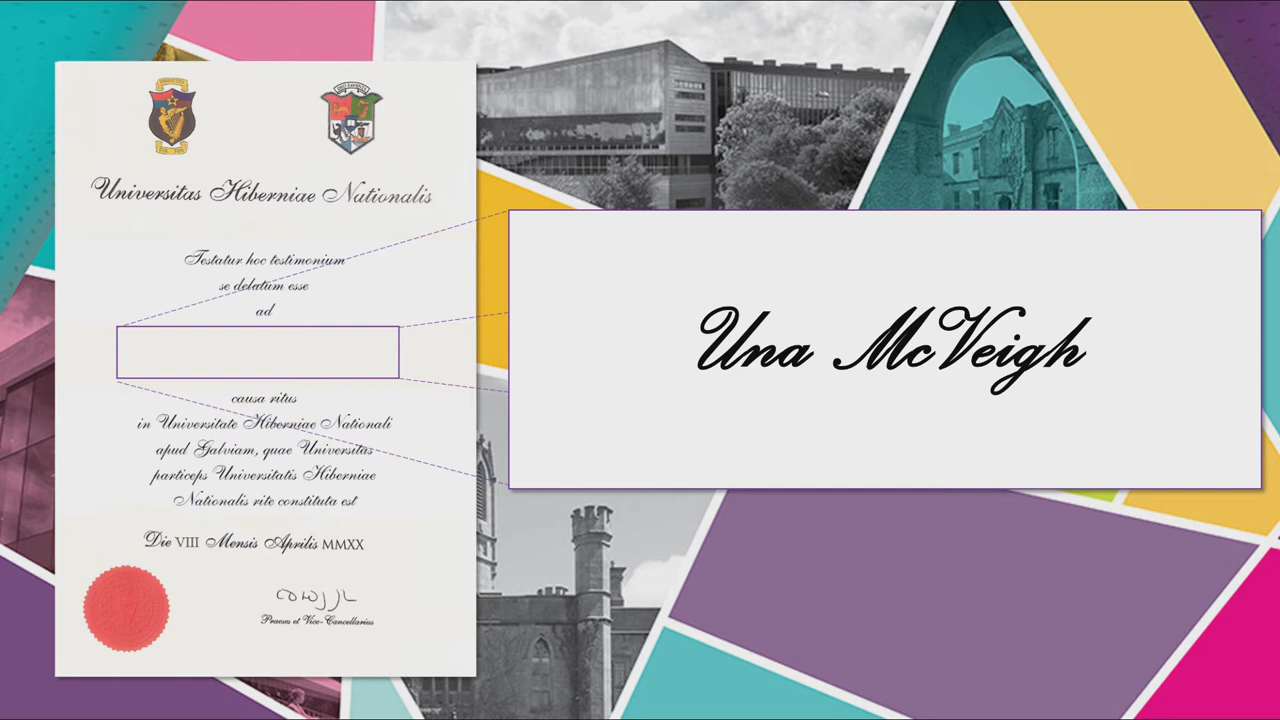 Universitas Hiberniae Nationalis
Testatur hoc testimonium
se delatum esse
ad
causa ritus
in Universitate Hiberniae Nationali
apud Galviam, quae Universitas
particeps Universitatis Hiberniae
Nationalis rite constituta est
Die VIII Mensis Aprilis MMXX
Praeses et Vice-Cancellarius
Una McVeigh